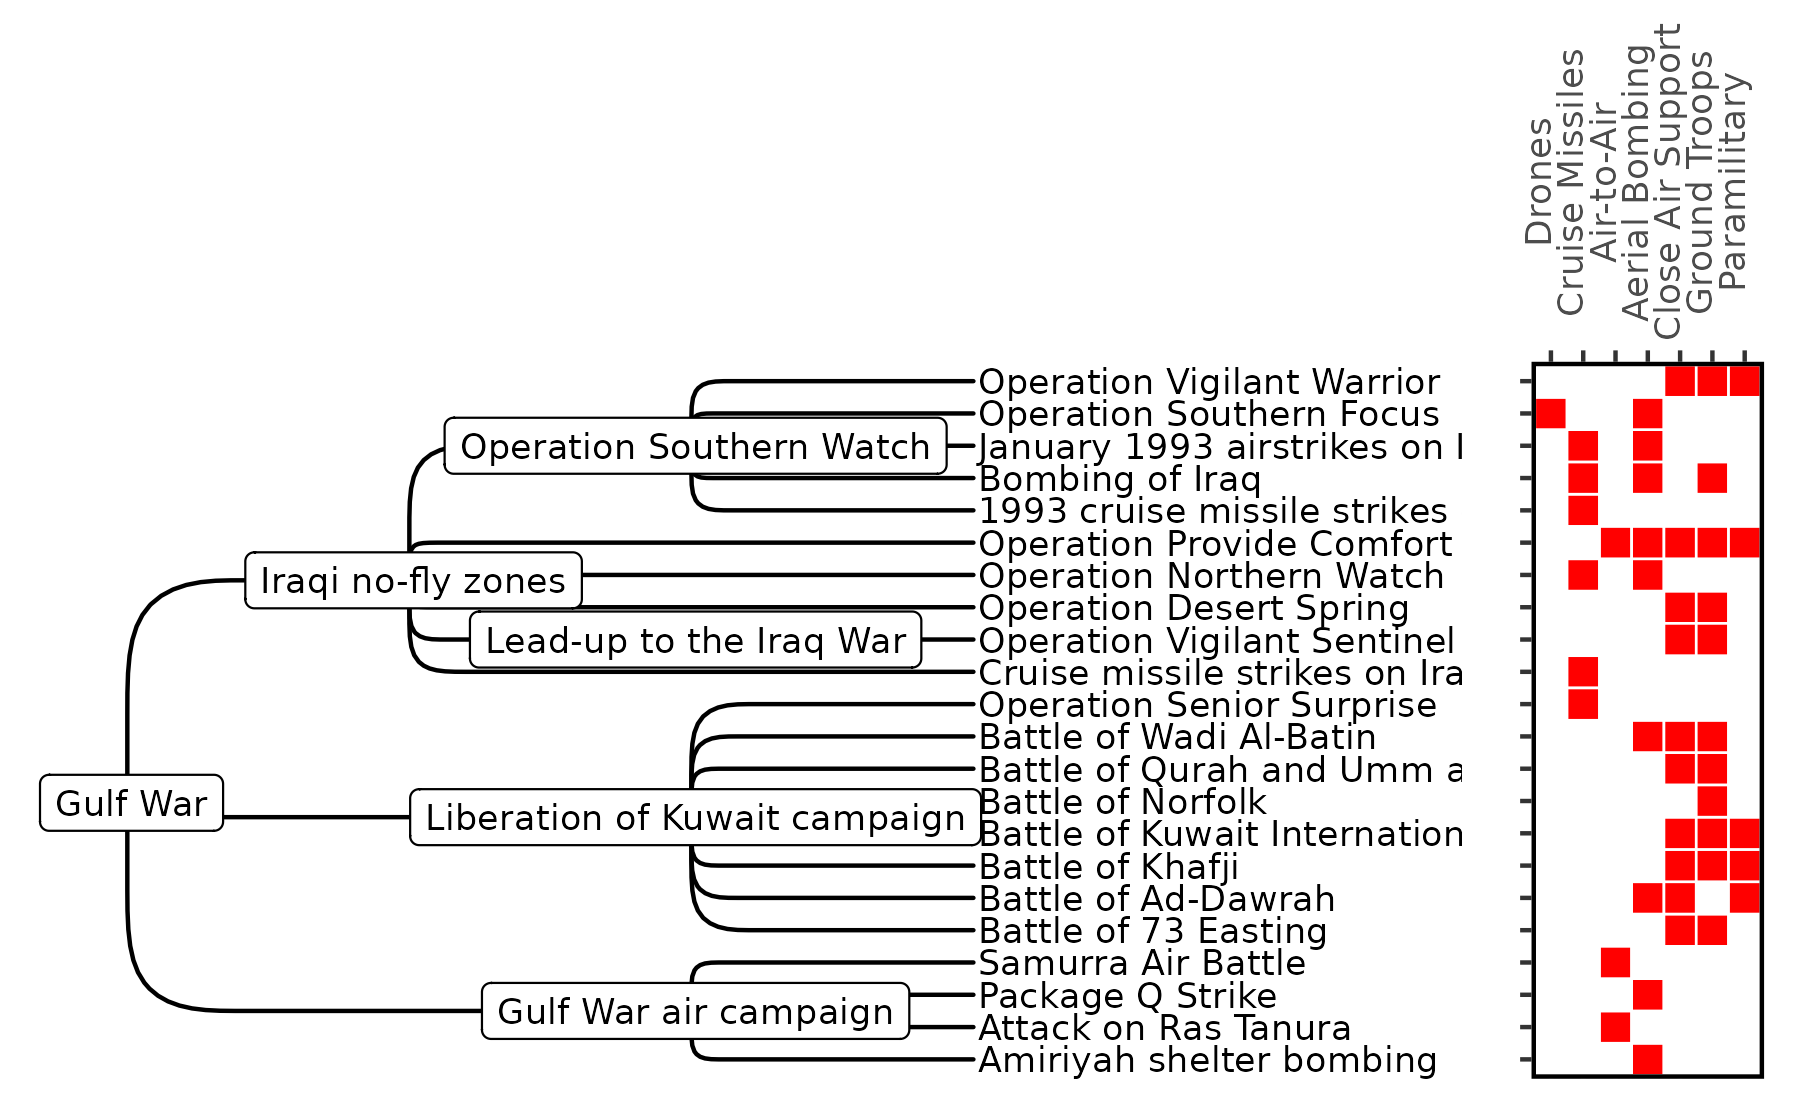 Drones
Cruise Missiles
Air-to-Air
Aerial Bombing
Close Air Support
Ground Troops
Paramilitary
Operation Vigilant Warrior
Operation Southern Focus
Operation Southern Watch
January 1993 airstrikes on I
Bombing of Iraq
1993 cruise missile strikes
Operation Provide Comfort
Iraqi no-fly zones
Operation Northern Watch
Operation Desert Spring
Lead-up to the Iraq War
Operation Vigilant Sentinel
Cruise missile strikes on Ira
Operation Senior Surprise
Battle of Wadi Al-Batin
Battle of Qurah and Umm a
Gulf War
Battle of Norfolk
Liberation of Kuwait campaign
Battle of Kuwait Internation
Battle of Khafji
Battle of Ad-Dawrah
Battle of 73 Easting
Samurra Air Battle
Package Q Strike
Gulf War air campaign
Attack on Ras Tanura
Amiriyah shelter bombing